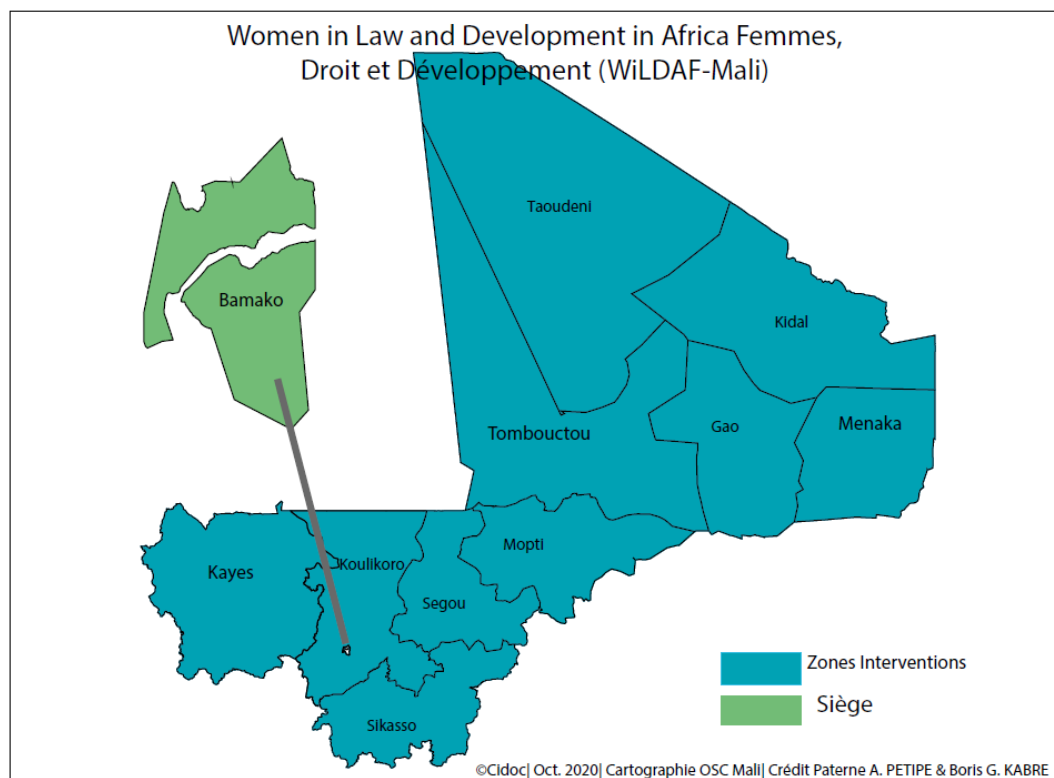 Women in Law and Development in Africa Femmes,
Droit et Développement (WiLDAF-Mali)
Taoudeni
Bamako
Kidal
Tombouctou
Gao
Menaka
Mopti
Koulikoro
Kayes
Segou
Sikasso
Zones Interventions
Siège
©Cidoc| Oct. 2020| Cartographie OSC Mali| Crédit Paterne A. PETIPE & Boris G. KABRE